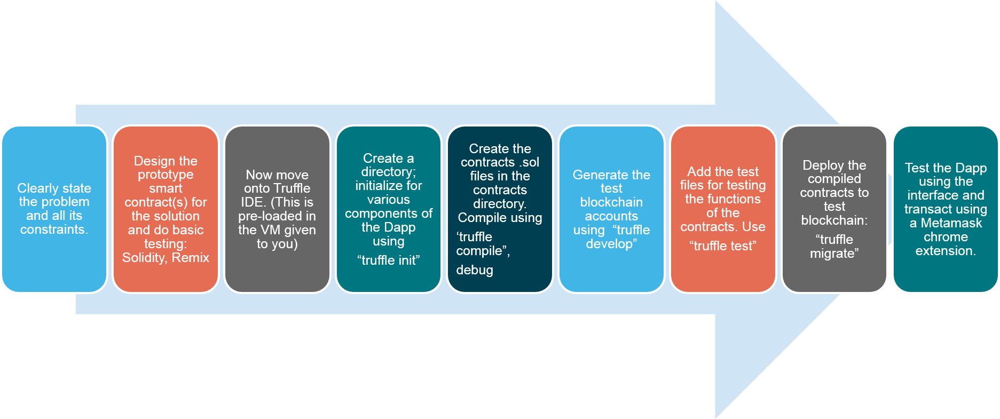 Clearly state
the problem
and all its
constraints.
Design the
prototype
smart
contract(s) for
the solution
and do basic
testing:
Solidity, Remix
Now move
onto Truffle
IDE. (This is
pre-loaded in
the VM given
to you)
Create a
directory;
initialize for
various
components of
the Dapp
using
“truffle init”
Create the
contracts .sol
files in the
contracts
directory.
Compile using
‘truffle
compile”,
debug
Generate the
test
blockchain
accounts
using  “truffle
develop”
Add the test
files for testing
the functions
of the
contracts. Use
“truffle test”
Deploy the
compiled
contracts to
test
blockchain:
“truffle
migrate”
Test the Dapp
using the
interface and
transact using
a Metamask
chrome
extension.